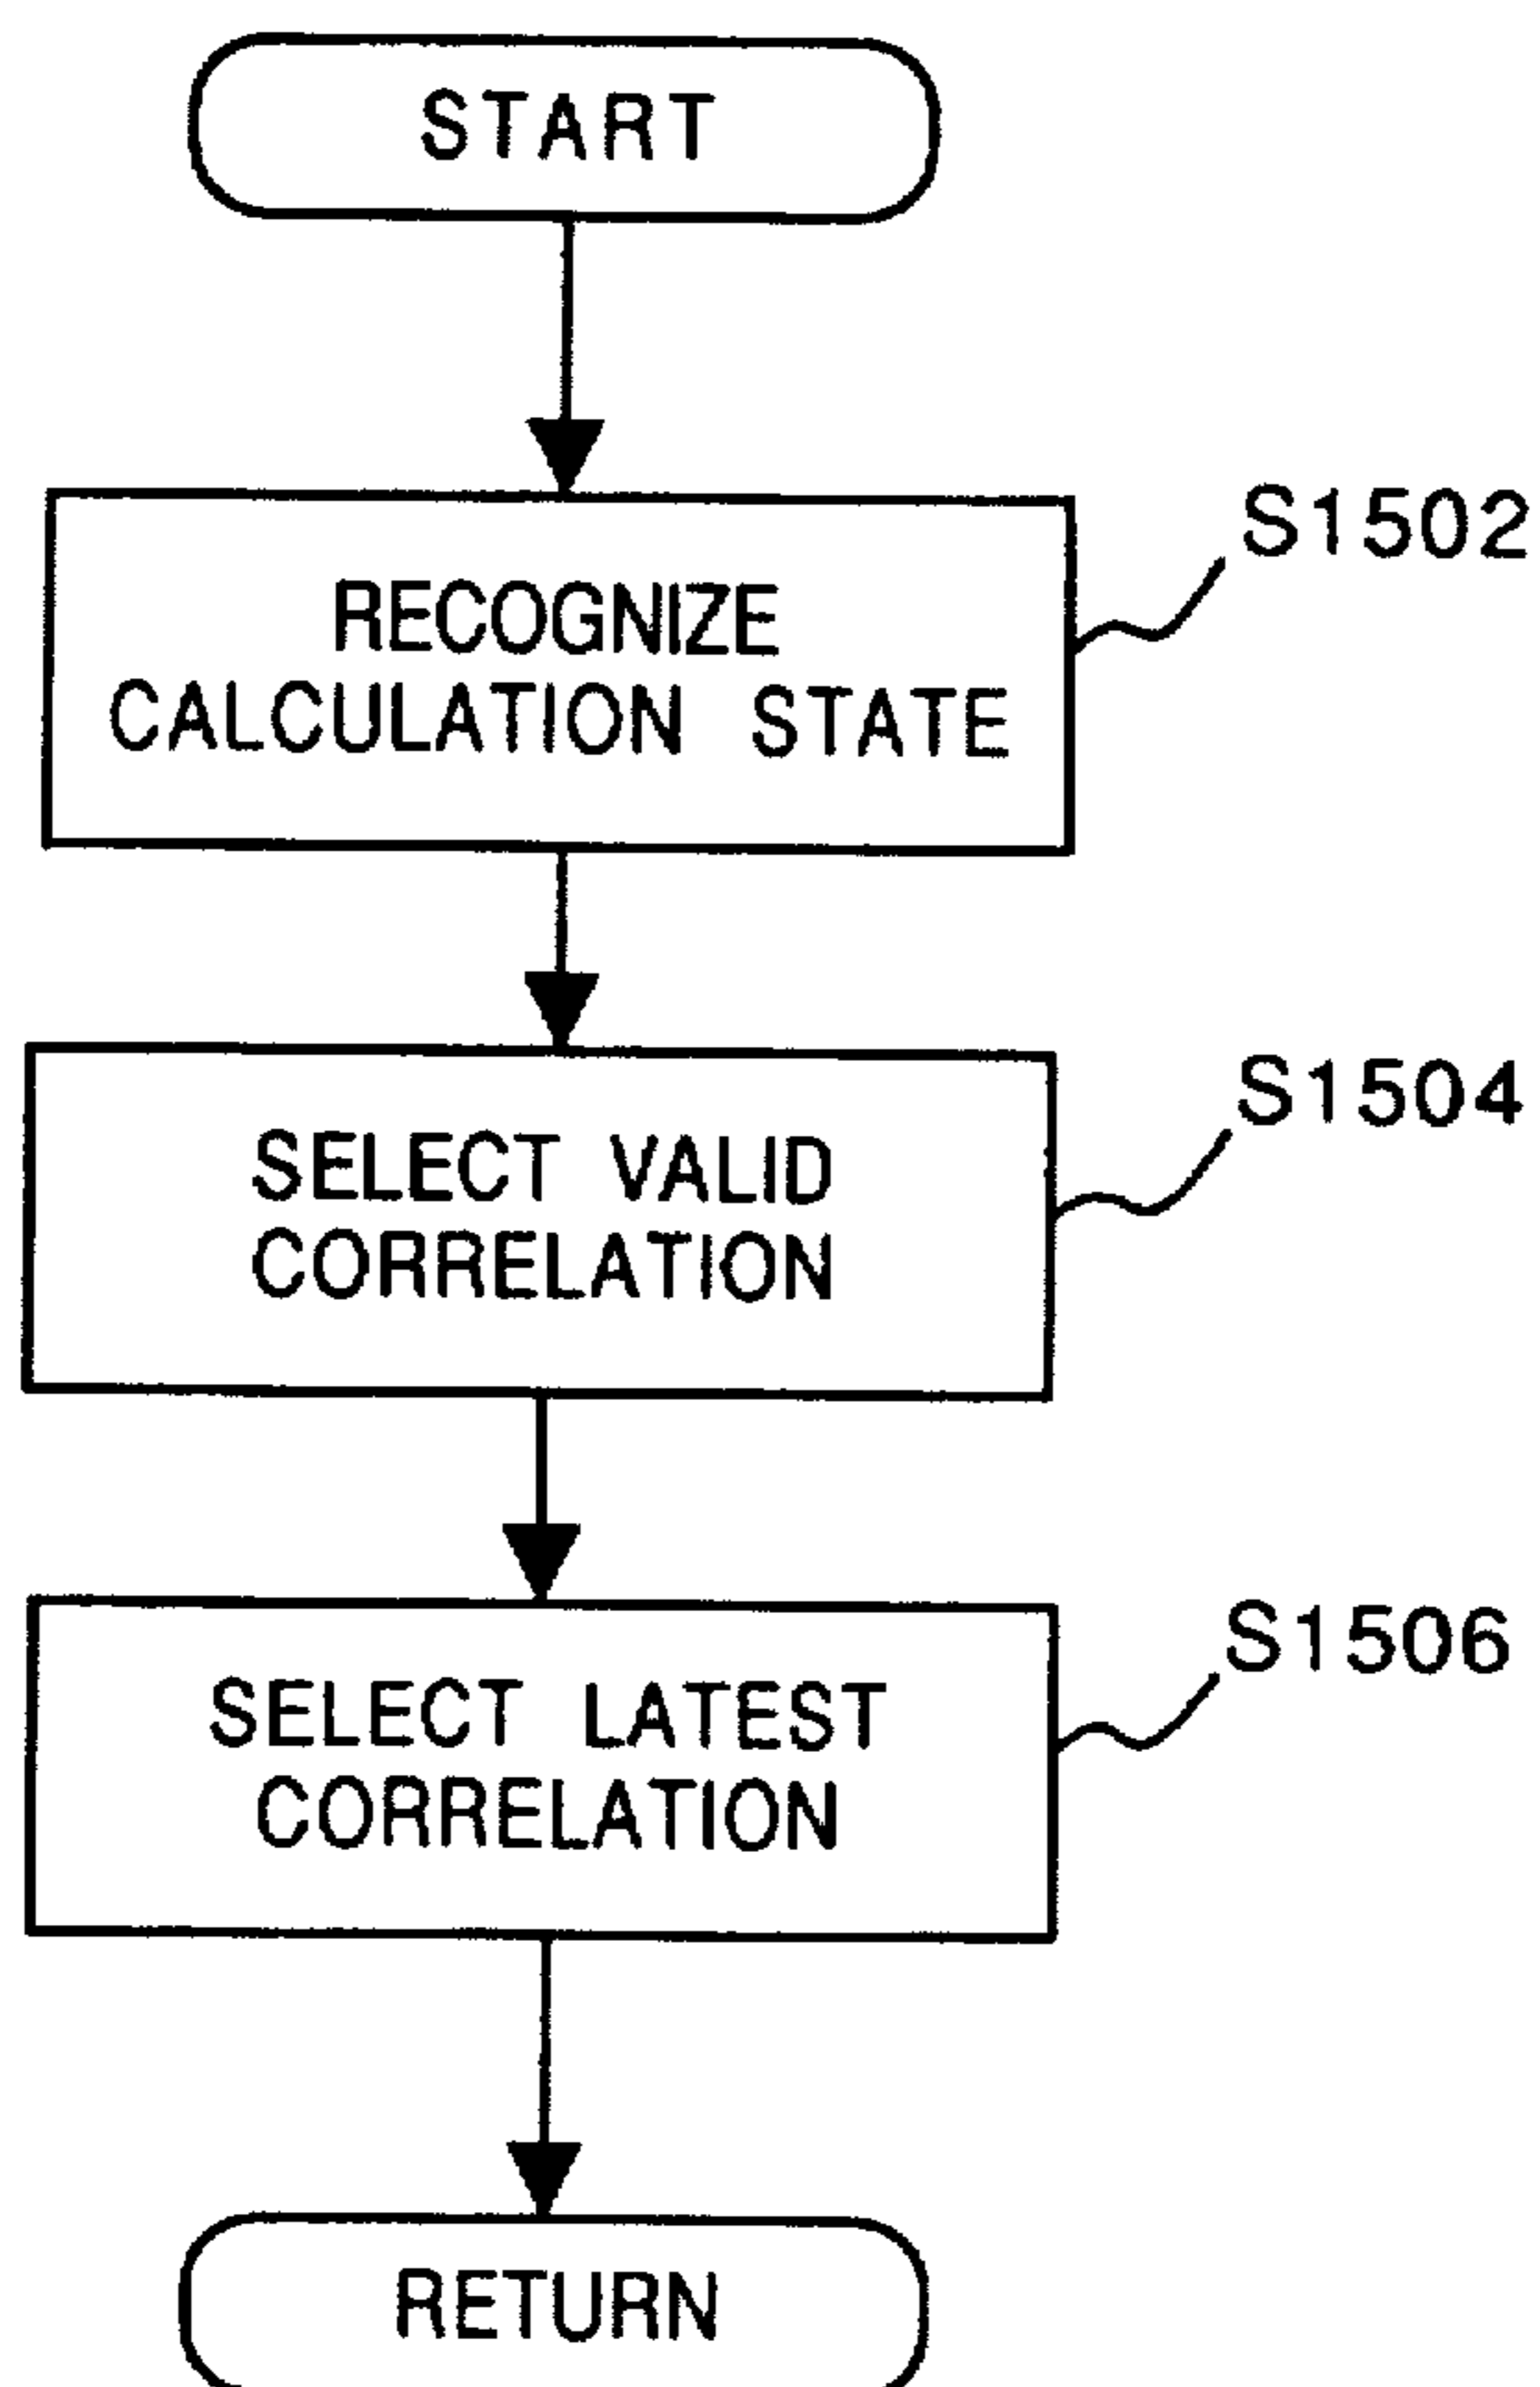 START
S1502
RECOGNIZE
CALCULATION STATE
S1504
SELECT VALID
CORRELATION
S1506
SELECT LATEST
CORRELATION
RETURN